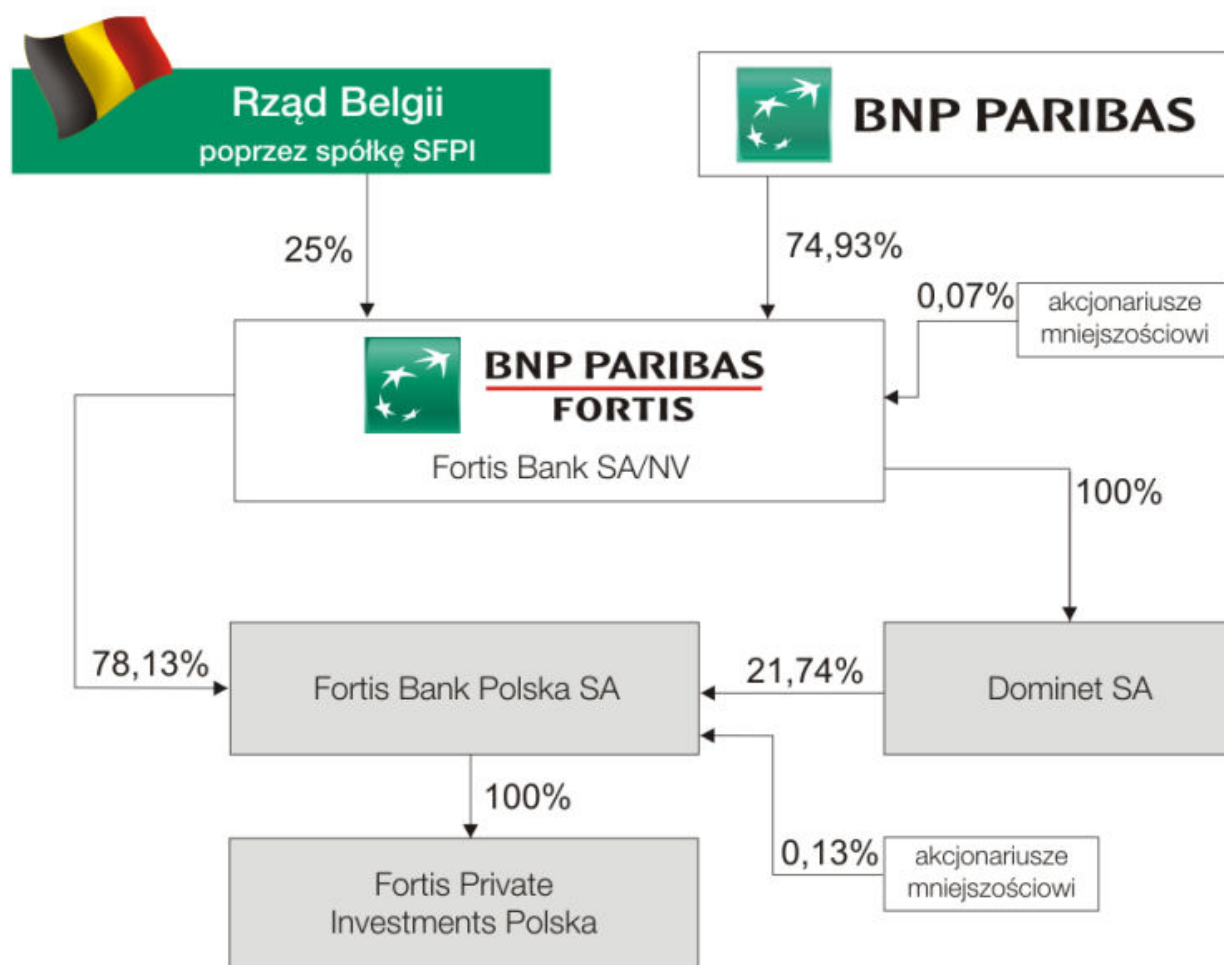 Rząd Belgii
poprzez spółkę SFPI
BNP PARIBAS
25%
74,93%
0,07%
akcjonariusze
mniejszościowi
BNP PARIBAS
FORTIS
Fortis Bank SA/NV
100%
78,13%
Fortis Bank Polska SA
21,74%
Dominet SA
100%
0,13%
akcjonariusze
mniejszościowi
Fortis Private
Investments Polska